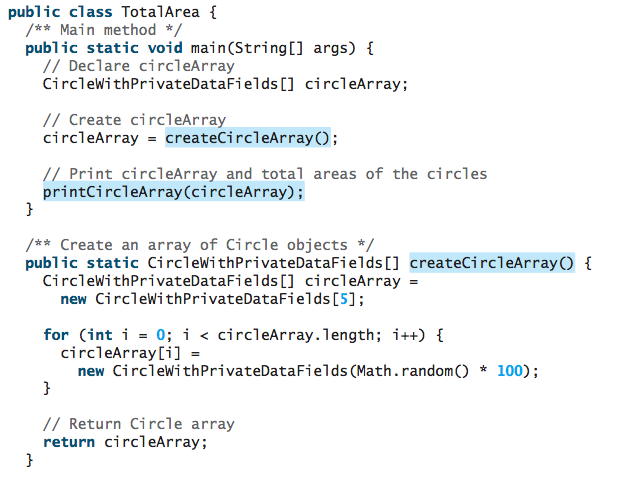 public class TotalArea {
/** Main method */
public static void main(String[] args) {
// Declare circleArray
CircleWithPrivateDataFields[] circleArray;
// Create circleArray
circleArray = createCircleArray();
// Print circleArray and total areas of the circles
printCircleArray(circleArray);
}
/** Create an array of Circle objects */
public static CircleWithPrivateDataFields[] createCircleArray() {
CircleWithPrivateDataFields[] circleArray =
new CircleWithPrivateDataFields[5];
for (int i = 0; i < circleArray.length; i++) {
circleArray[i] =
new CircleWithPrivateDataFields(Math.random() * 100);
}
// Return Circle array
return circleArray;
}